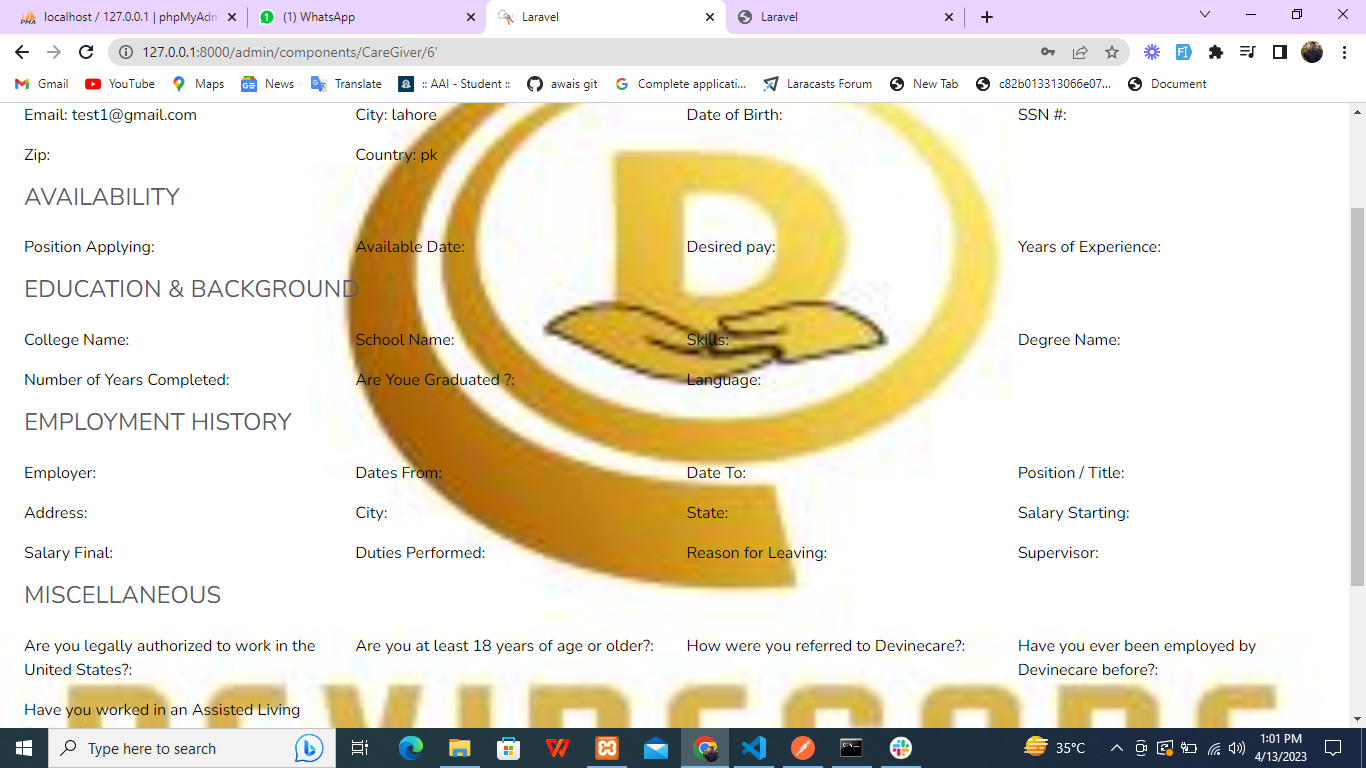 localhost / 127.0.0.1 | phpMyAdm
(1) WhatsApp
Laravel
Laravel
127.0.0.1:8000/admin/components/CareGiver/6'
Gmail YouTube Maps News Translate :: AAI - Student :: awais git Complete applicati... Laracasts Forum New Tab c82b013313066e07... Document
Email: test1@gmail.com City: lahore Date of Birth: SSN #:
Zip: Country: pk
AVAILABILITY
Position Applying: Available Date: Desired pay: Years of Experience:
EDUCATION & BACKGROUND
College Name: School Name: Skills: Degree Name:
Number of Years Completed: Are Youe Graduated ?: Language:
EMPLOYMENT HISTORY
Employer: Dates From: Date To: Position / Title:
Address: City: State: Salary Starting:
Salary Final: Duties Performed: Reason for Leaving: Supervisor:
MISCELLANEOUS
Are you legally authorized to work in the Are you at least 18 years of age or older?: How were you referred to Devinecare?: Have you ever been employed by
United States?: Devinecare before?:
Have you worked in an Assisted Living
Type here to search
35°C
1:01 PM
4/13/2023